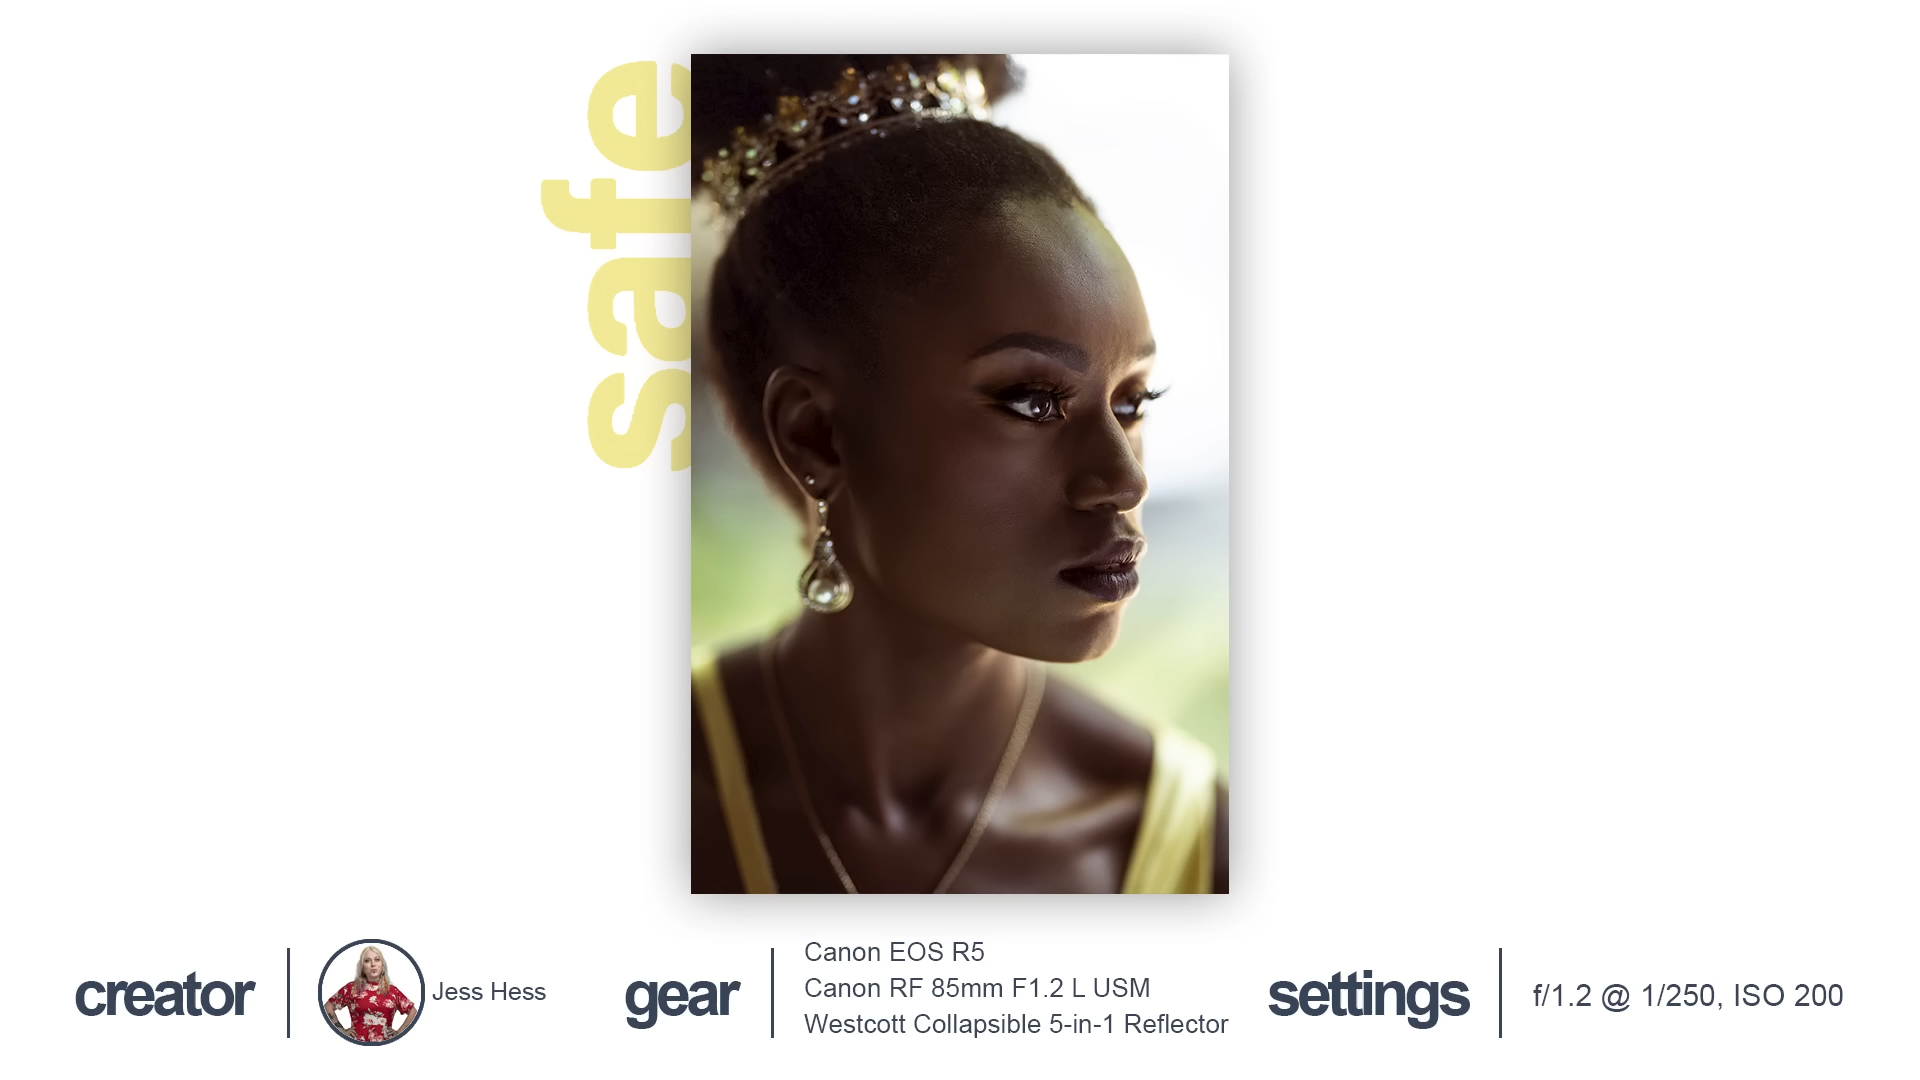 safe
creator
Jess Hess
gear
Canon EOS R5
Canon RF 85mm F1.2 L USM
Westcott Collapsible 5-in-1 Reflector
settings
f/1.2 @ 1/250, ISO 200